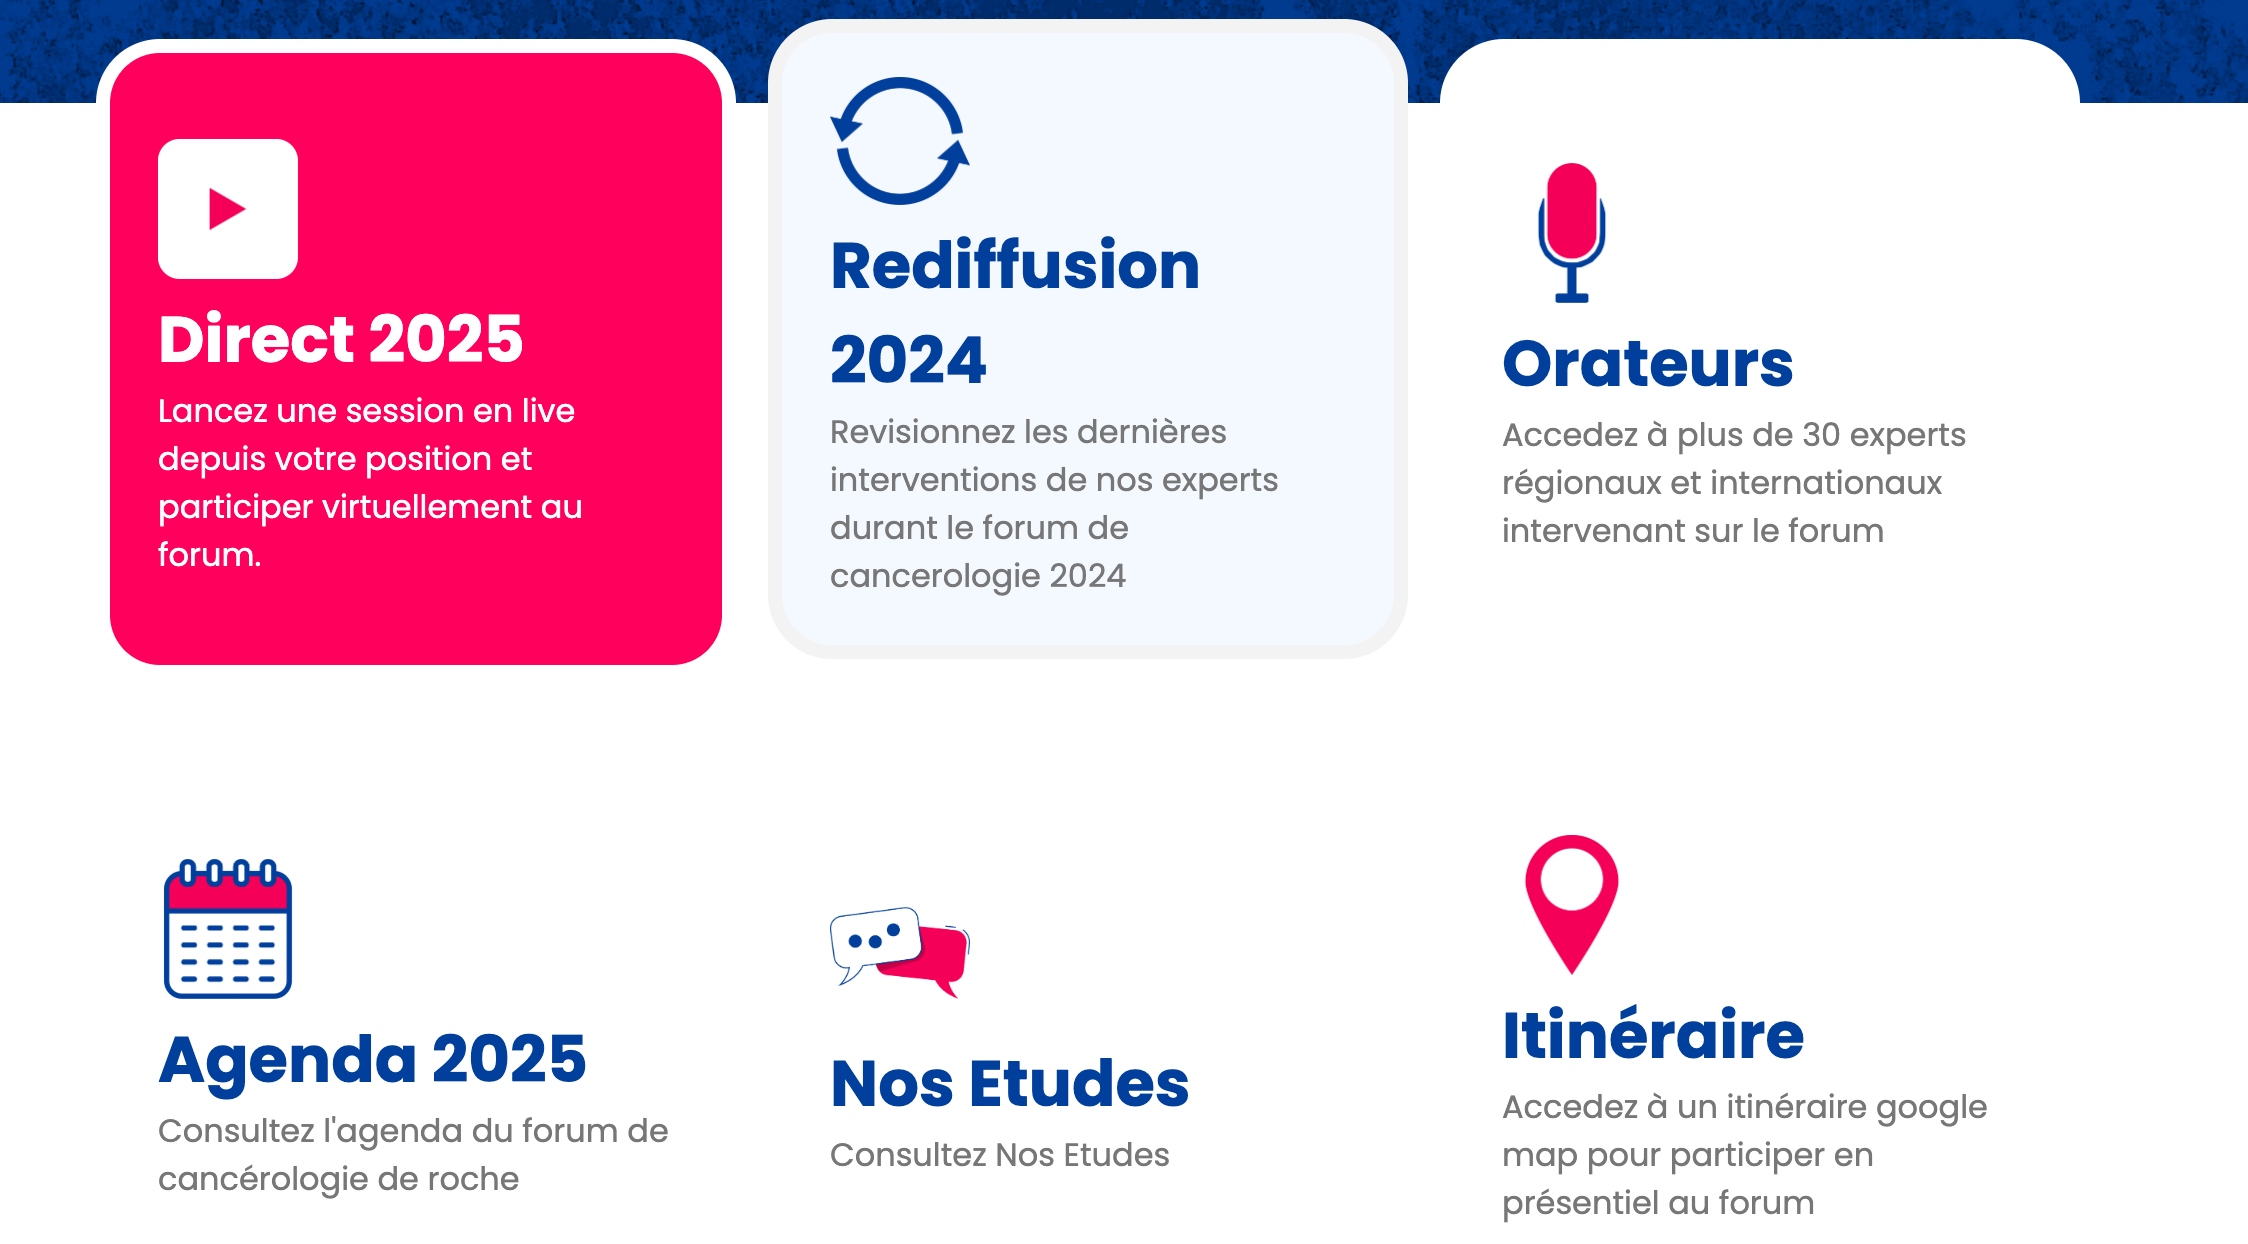 Direct 2025
Lancez une session en live
depuis votre position et
participer virtuellement au
forum.
Rediffusion
2024
Revisionnez les dernières
interventions de nos experts
durant le forum de
cancerologie 2024
Orateurs
Accedez à plus de 30 experts
régionaux et internationaux
intervenant sur le forum
Agenda 2025
Consultez l'agenda du forum de
cancérologie de roche
Nos Etudes
Consultez Nos Etudes
Itinéraire
Accedez à un itinéraire google
map pour participer en
présentiel au forum